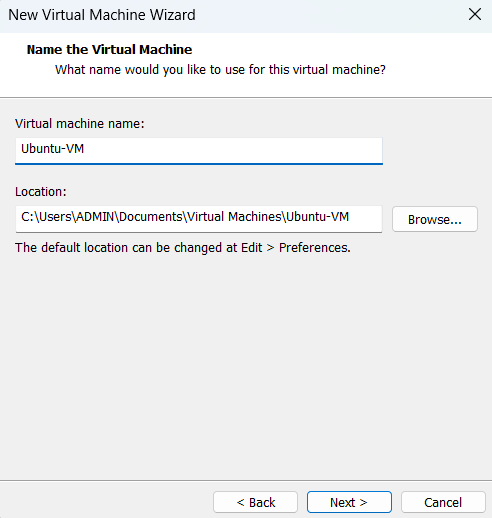 New Virtual Machine Wizard
Name the Virtual Machine
What name would you like to use for this virtual machine?
Virtual machine name:
Ubuntu-VM
Location:
C:\Users\ADMIN\Documents\Virtual Machines\Ubuntu-VM
Browse...
The default location can be changed at Edit > Preferences.
< Back
Next >
Cancel